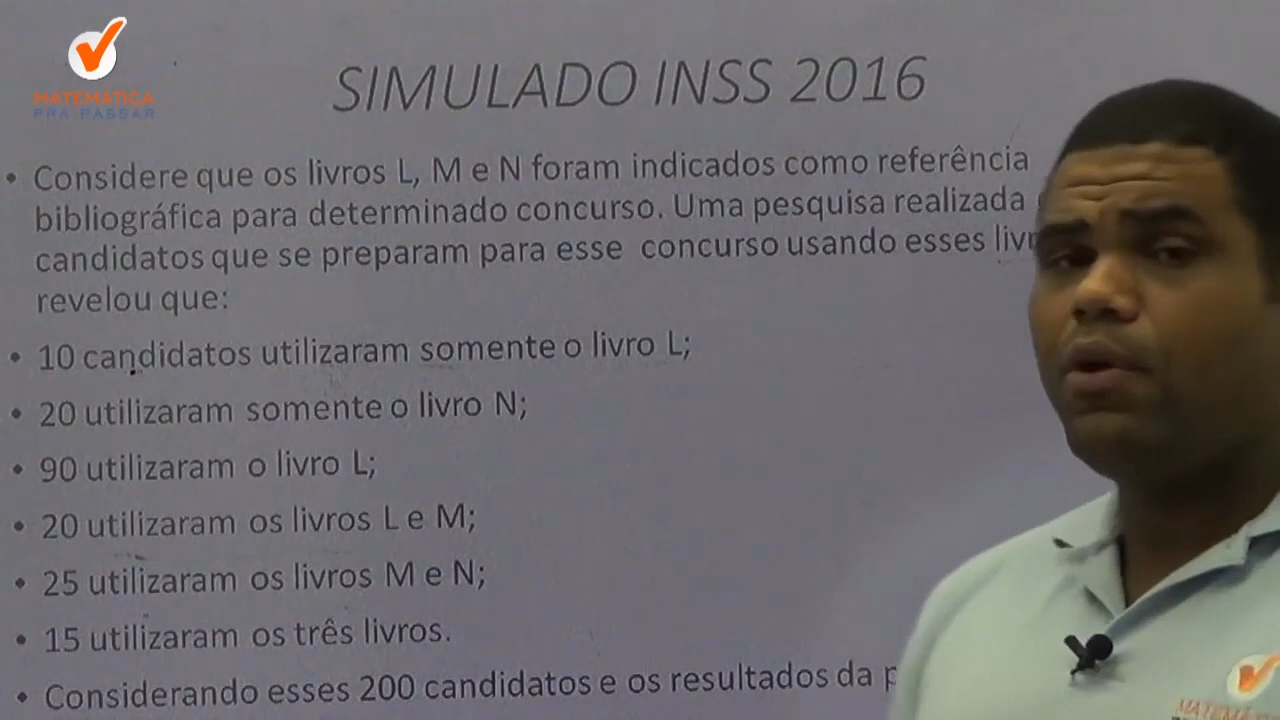 MATEMÁTICA
PRA PASSAR
SIMULADO INSS 2016
• Considere que os livros L, M e N foram indicados como referência
bibliográfica para determinado concurso. Uma pesquisa realizada
candidatos que se preparam para esse concurso usando esses
revelou que:
• 10 candidatos utilizaram somente o livro L;
• 20 utilizaram somente o livro N;
• 90 utilizaram o livro L;
• 20 utilizaram os livros L e M;
• 25 utilizaram os livros M e N;
• 15 utilizaram os três livros.
• Considerando esses 200 candidatos e os resultados da